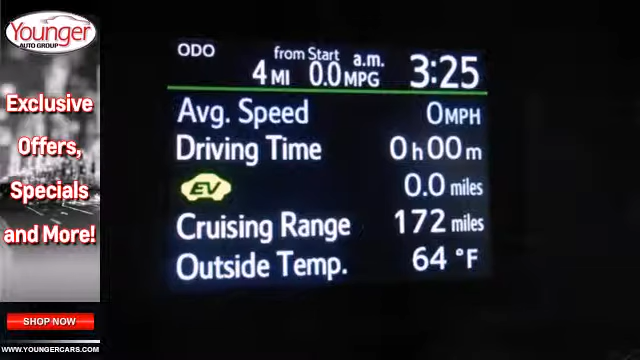 Younger
AUTO GROUP
Exclusive
Offers,
Specials
and More!
SHOP NOW
WWW.YOUNGERCARS.COM
ODO
from Start
a.m.
4 MI
0.0 MPG
3:25
Avg. Speed 0 MPH
Driving Time 0h00m
EV 0.0 miles
Cruising Range 172 miles
Outside Temp. 64 °F